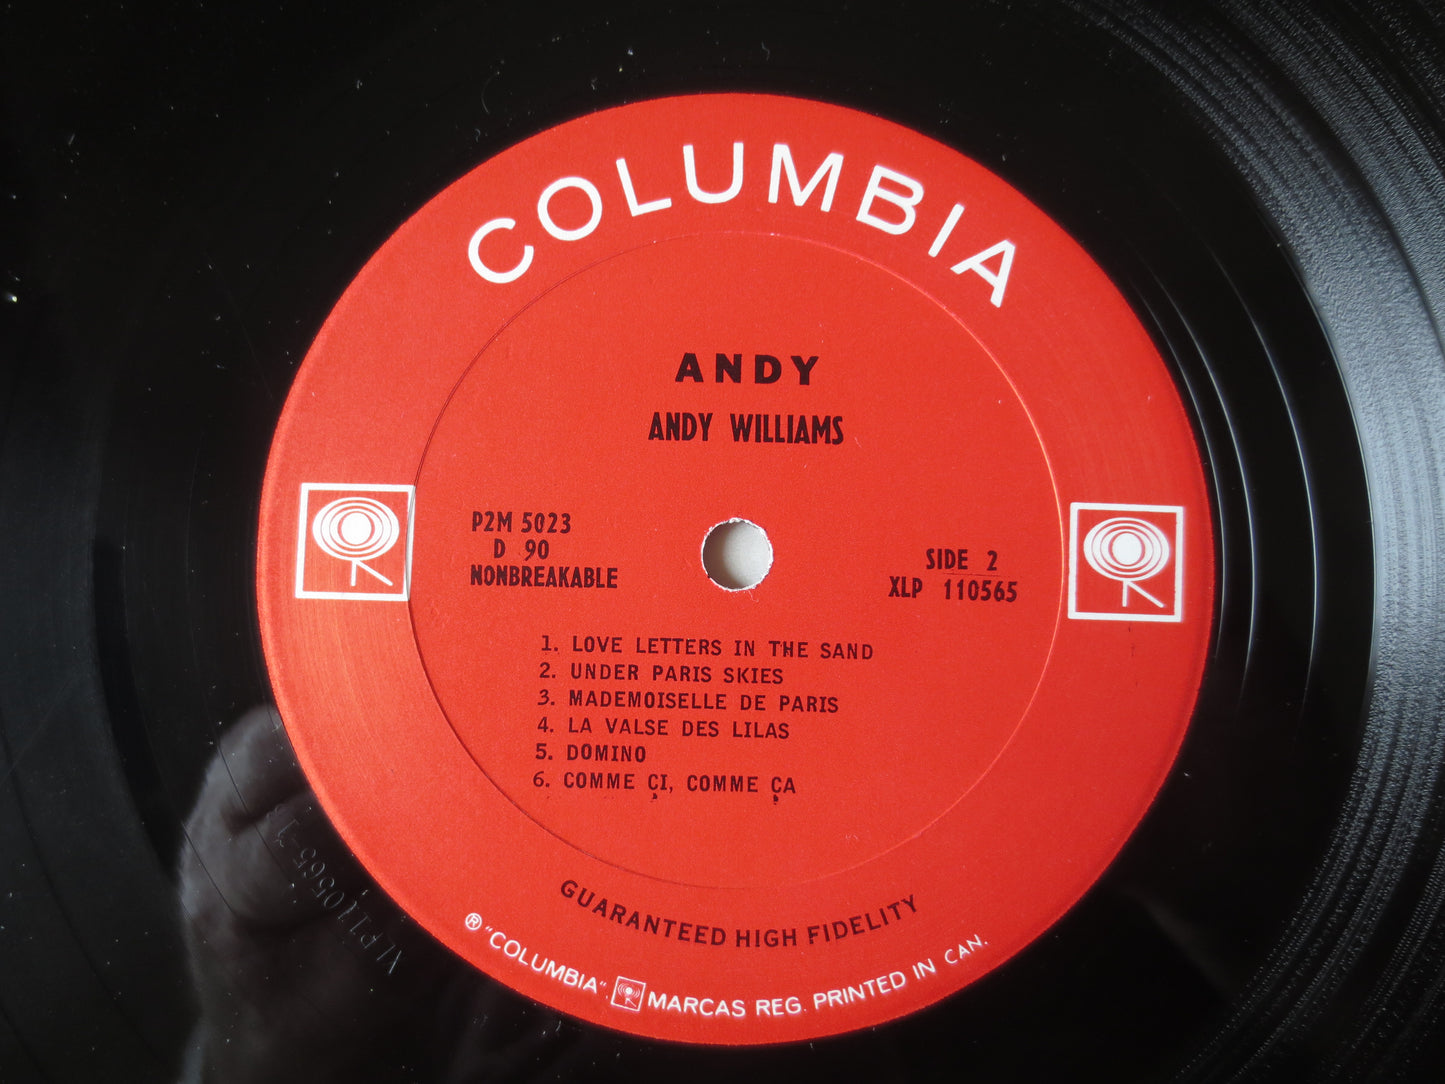 COLUMBIA
ANDY
ANDY WILLIAMS
P2M 5023
D 90
NONBREAKABLE
SIDE 2
XLP 110565
1. LOVE LETTERS IN THE SAND
2. UNDER PARIS SKIES
3. MADEMOISELLE DE PARIS
4. LA VALSE DES LILAS
5. DOMINO
6. COMME ÇI, COMME ÇA
GUARANTEED HIGH FIDELITY
® "COLUMBIA" MARCAS REG. PRINTED IN CAN.